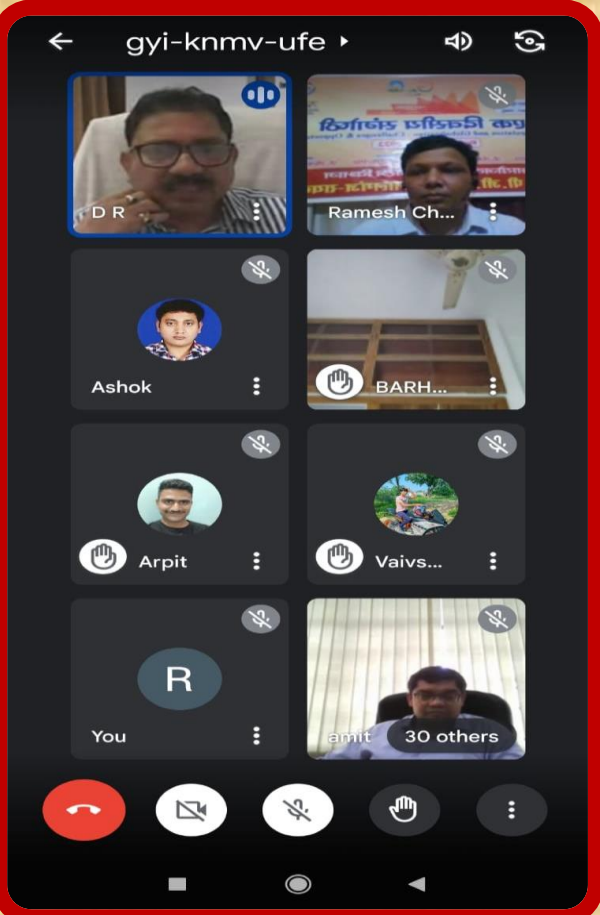 gyi-knmv-ufe
D R
Ramesh Ch...
Ashok
BARH...
Arpit
Vaivs...
R
You
amit
30 others